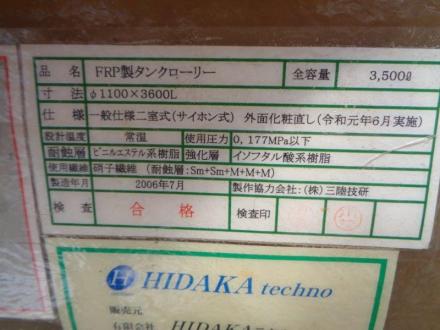 品名 FRP製タンクローリー 全容量 3,500ℓ
寸法 φ1100×3600L
仕様 一般仕様二室式(サイホン式) 外面化粧直し(令和元年6月実施)
設計温度 常温 使用圧力 0,177MPa以下
耐蝕層 ビニルエステル系樹脂 強化層 イソフタル酸系樹脂
使用繊維 硝子繊維 (耐蝕層:Sm+Sm+M+M+M)
製造年月 2006年7月 製作協力会社:(株)三陸技研
検査 合格 検査印
H HIDAKA techno
販売元
有限会社 HIDAKA